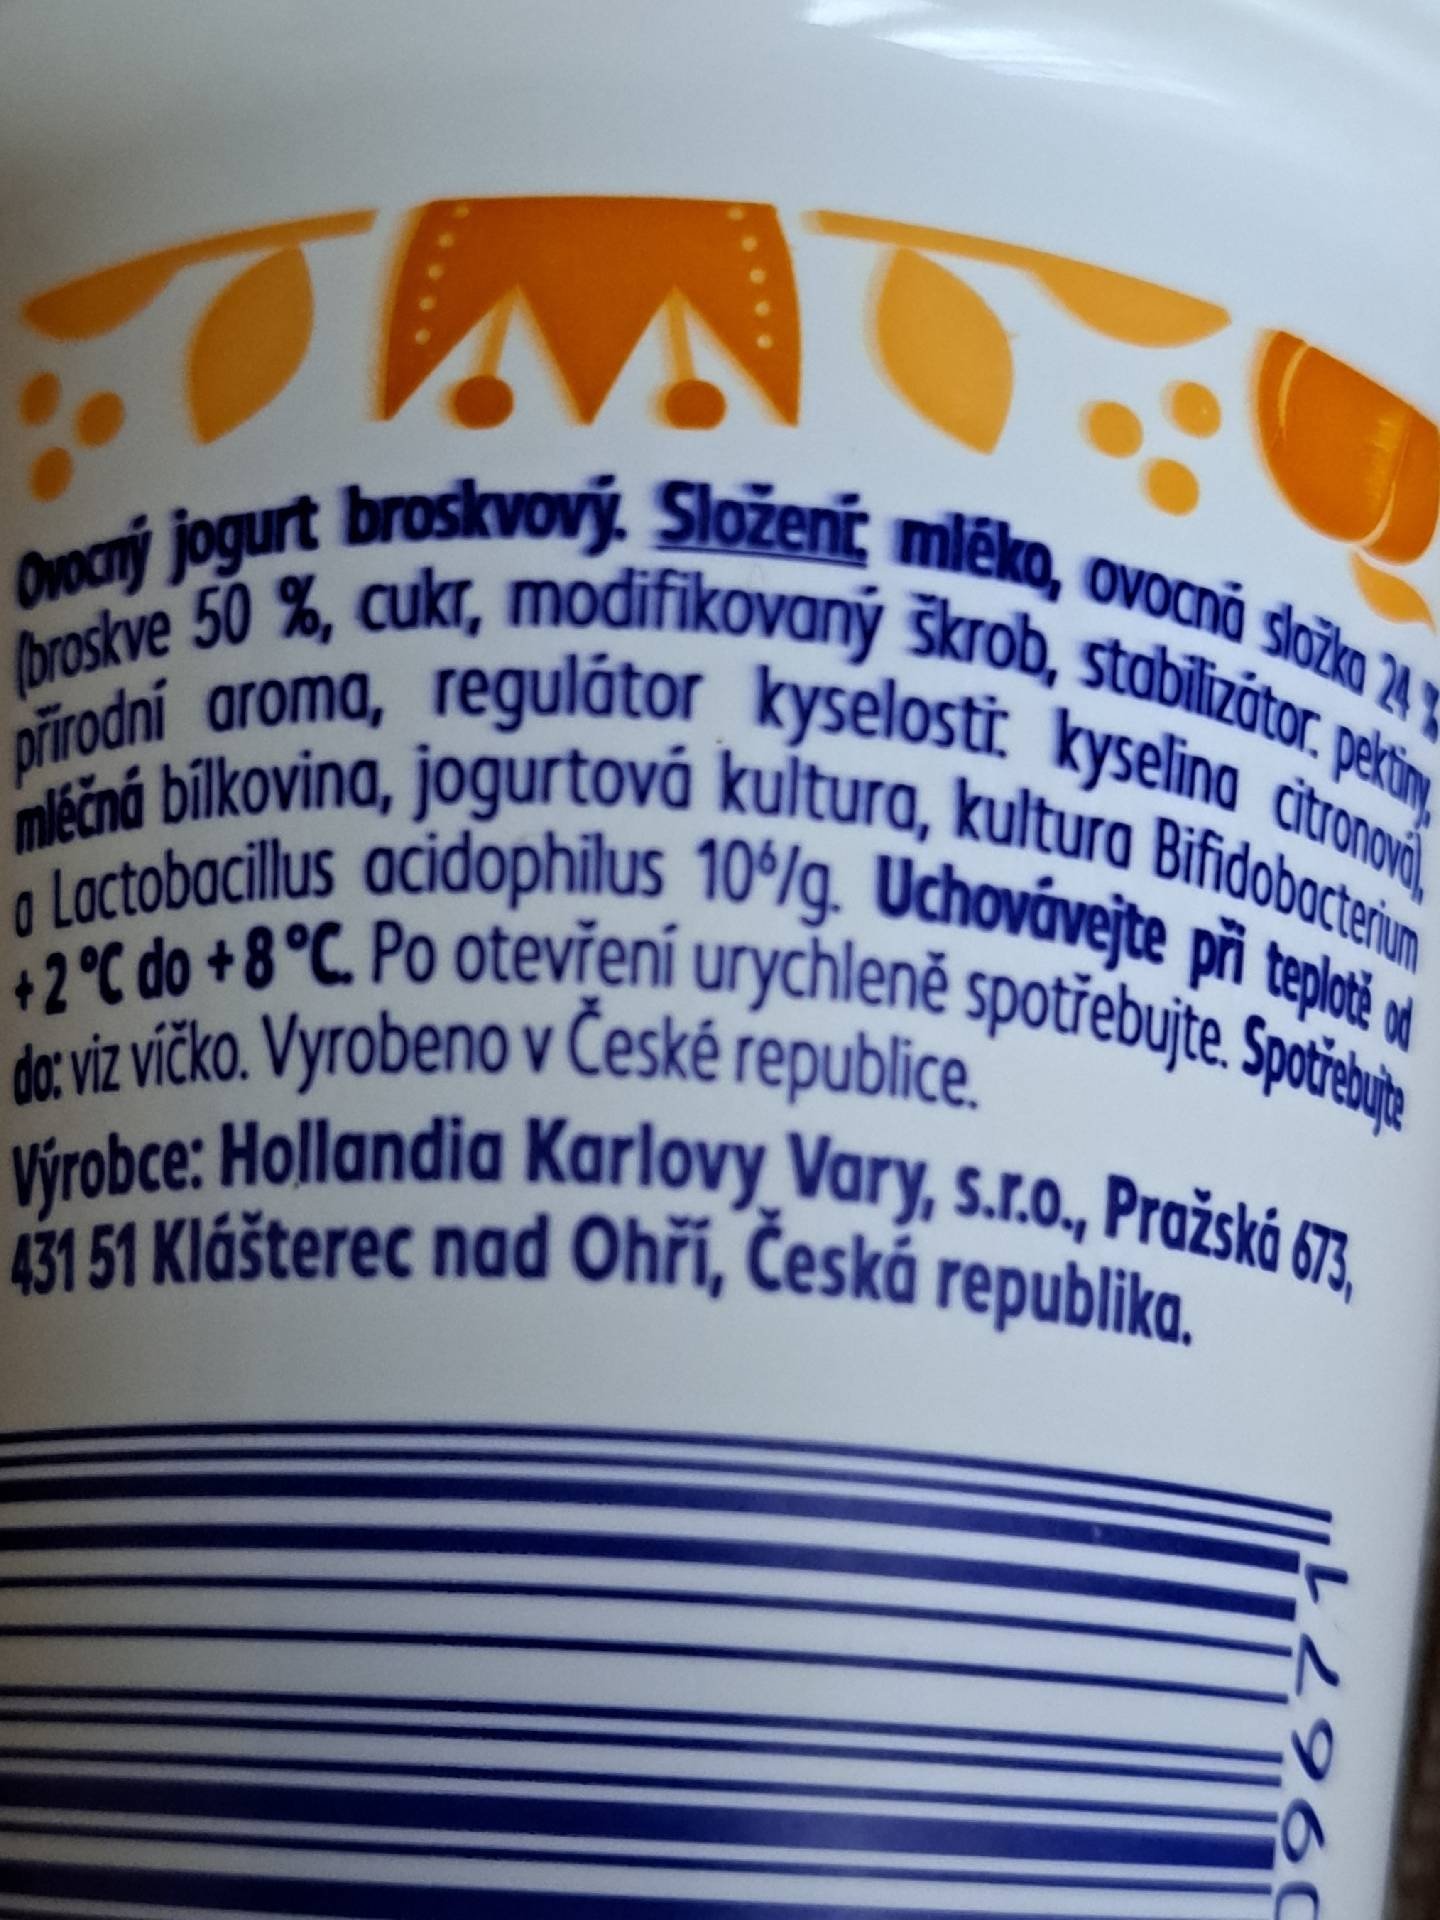 Ovocný jogurt broskvový. Složení: mléko, ovocná složka 24 %
(broskve 50 %, cukr, modifikovaný škrob, stabilizátor: pektiny,
přírodní aroma, regulátor kyselosti: kyselina citronová),
mléčná bílkovina, jogurtová kultura, kultura Bifidobacterium
a Lactobacillus acidophilus 10⁶/g. Uchovávejte při teplotě od
+2 °C do +8 °C. Po otevření urychleně spotřebujte. Spotřebujte
do: viz víčko. Vyrobeno v České republice.
Výrobce: Hollandia Karlovy Vary, s.r.o., Pražská 673,
431 51 Klášterec nad Ohří, Česká republika.